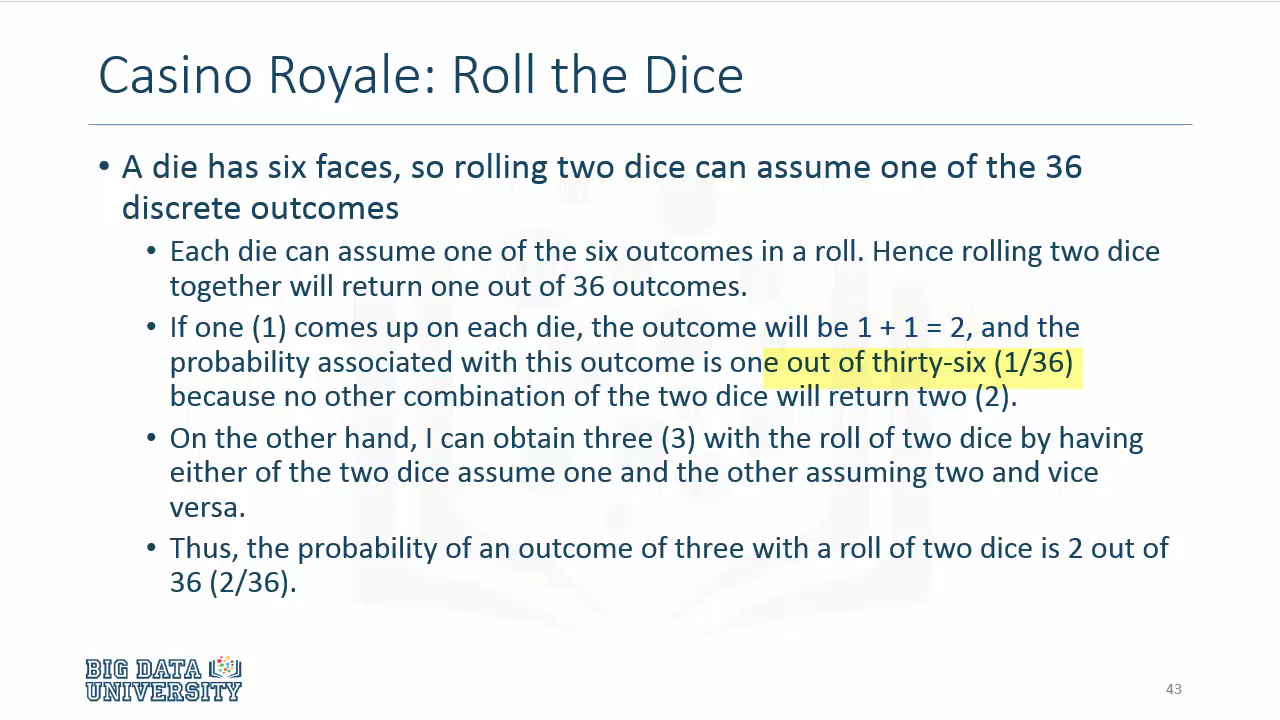 Casino Royale: Roll the Dice
• A die has six faces, so rolling two dice can assume one of the 36
discrete outcomes
• Each die can assume one of the six outcomes in a roll. Hence rolling two dice
together will return one out of 36 outcomes.
• If one (1) comes up on each die, the outcome will be 1 + 1 = 2, and the
probability associated with this outcome is one out of thirty-six (1/36)
because no other combination of the two dice will return two (2).
• On the other hand, I can obtain three (3) with the roll of two dice by having
either of the two dice assume one and the other assuming two and vice
versa.
• Thus, the probability of an outcome of three with a roll of two dice is 2 out of
36 (2/36).
BIG DATA
UNIVERSITY
43